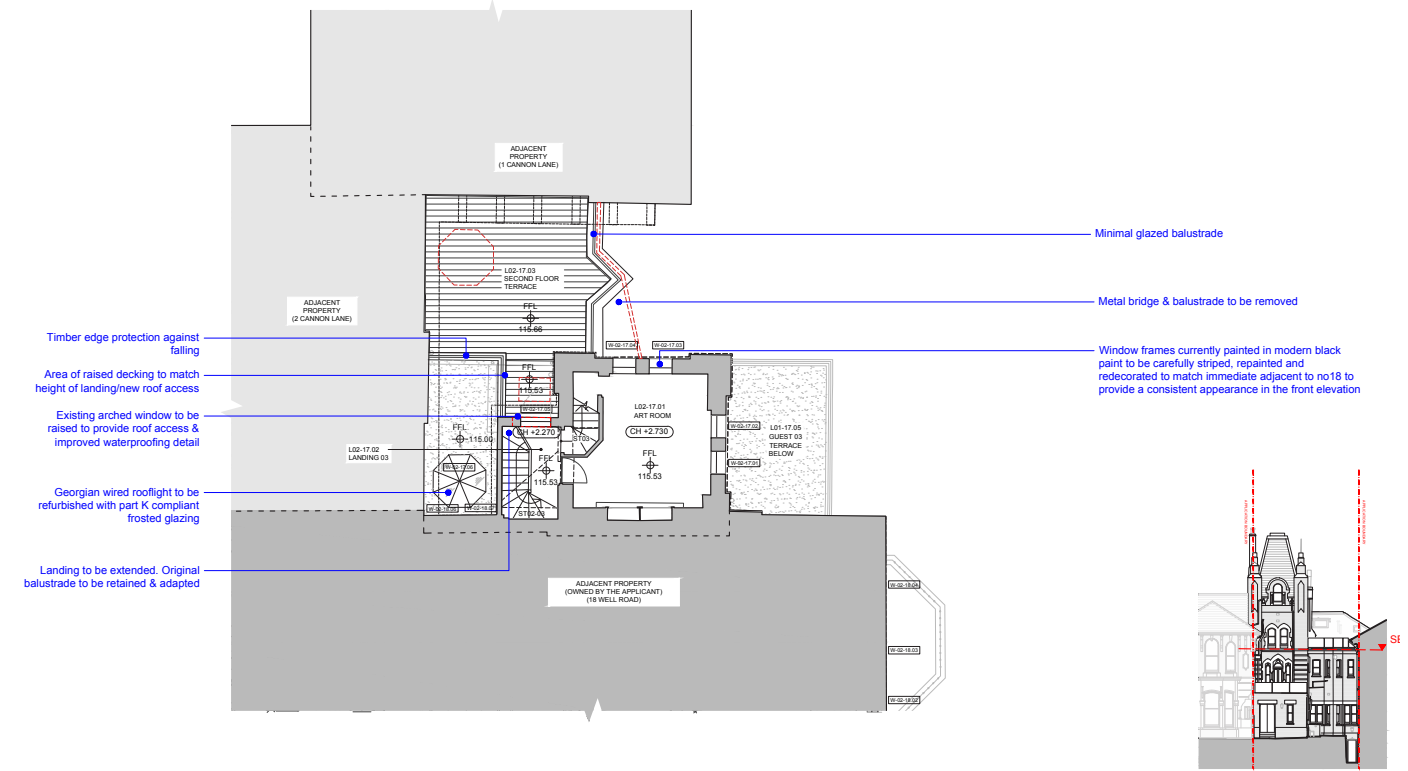 ADJACENT
PROPERTY
(1 CANNON LANE)
Minimal glazed balustrade
L02-17.03
SECOND FLOOR
TERRACE
ADJACENT
PROPERTY
(2 CANNON LANE)
Metal bridge & balustrade to be removed
FFL
115.66
Timber edge protection against
falling
W-02-17.04
W-02-17.03
Window frames currently painted in modern black
paint to be carefully striped, repainted and
redecorated to match immediate adjacent to no18 to
provide a consistent appearance in the front elevation
Area of raised decking to match
height of landing/new roof access
FFL
115.53
Existing arched window to be
raised to provide roof access &
improved waterproofing detail
W-02-17.05
L02-17.01
ART ROOM
CH +2.270
CH +2.730
ST03
FFL
115.00
W-02-17.02
L01-17.05
GUEST 03
TERRACE
BELOW
L02-17.02
LANDING 03
FFL
115.53
FFL
115.53
W-02-17.01
W-02-17.06
Georgian wired rooflight to be
refurbished with part K compliant
frosted glazing
W-02-18.06
ST02-03
Landing to be extended. Original
balustrade to be retained & adapted
ADJACENT PROPERTY
(OWNED BY THE APPLICANT)
(18 WELL ROAD)
W-02-18.04
W-02-18.03
W-02-18.02